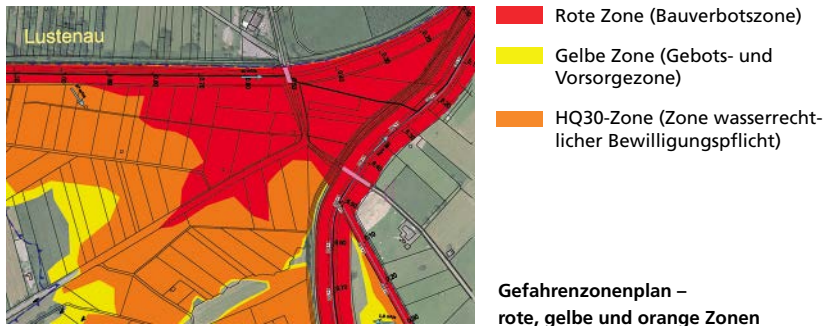 Lustenau
Rote Zone (Bauverbotszone)
Gelbe Zone (Gebots- und
Vorsorgezone)
HQ30-Zone (Zone wasserrecht-
licher Bewilligungspflicht)
Gefahrenzonenplan –
rote, gelbe und orange Zonen